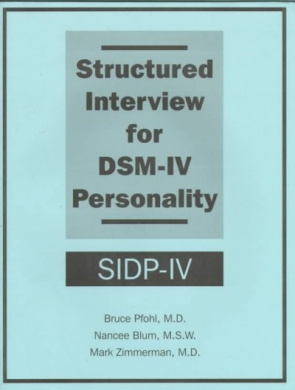 Structured
Interview
for
DSM-IV
Personality
SIDP-IV
Bruce Pfohl, M.D.
Nancee Blum, M.S.W.
Mark Zimmerman, M.D.